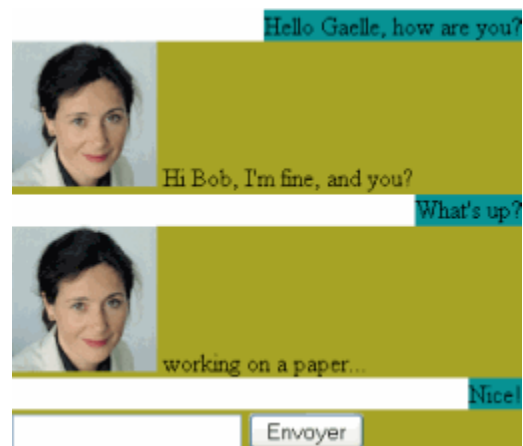 Hello Gaelle, how are you?
Hi Bob, I'm fine, and you?
What's up?
working on a paper...
Nice!
Envoyer